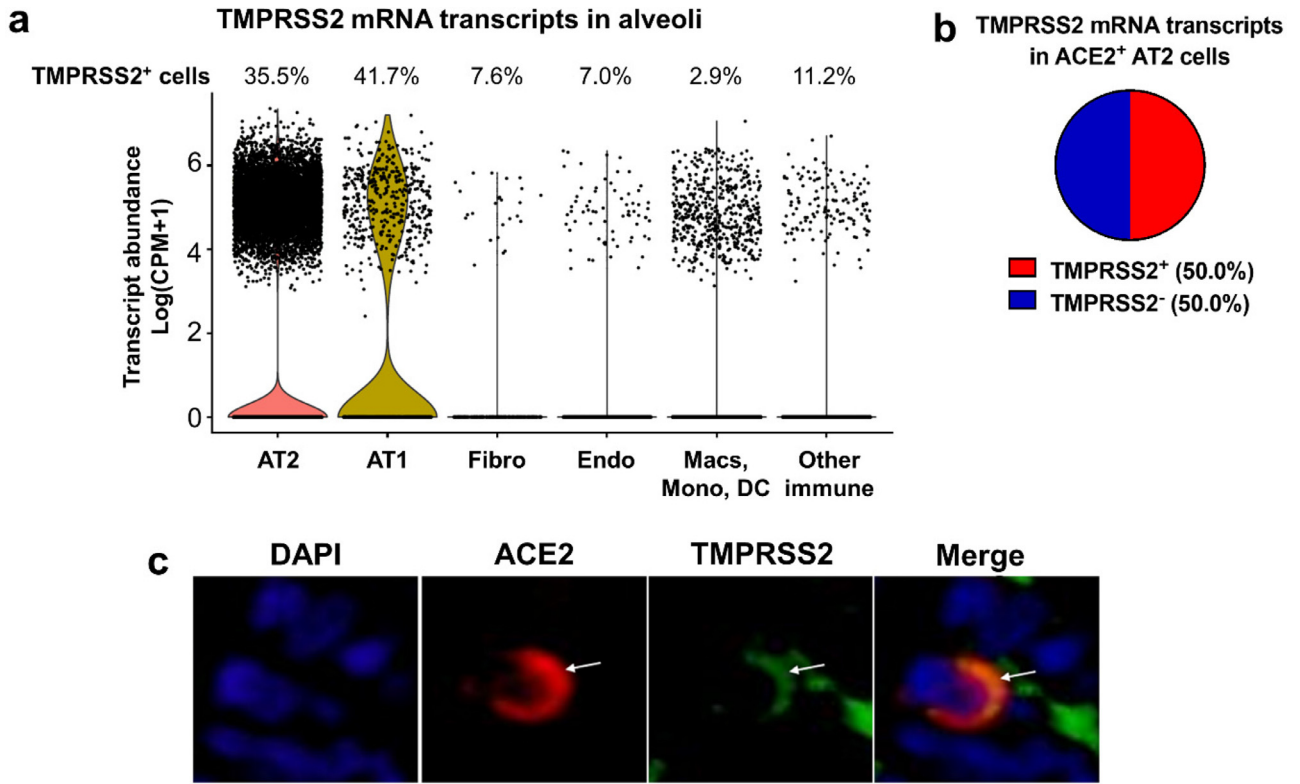 a
TMPRSS2 mRNA transcripts in alveoli
TMPRSS2⁺ cells 35.5% 41.7% 7.6% 7.0% 2.9% 11.2%
Transcript abundance
Log(CPM+1)
6
4
2
0
AT2 AT1 Fibro Endo Macs, Mono, DC Other immune
b
TMPRSS2 mRNA transcripts
in ACE2⁺ AT2 cells
TMPRSS2⁺ (50.0%)
TMPRSS2⁻ (50.0%)
c
DAPI ACE2 TMPRSS2 Merge